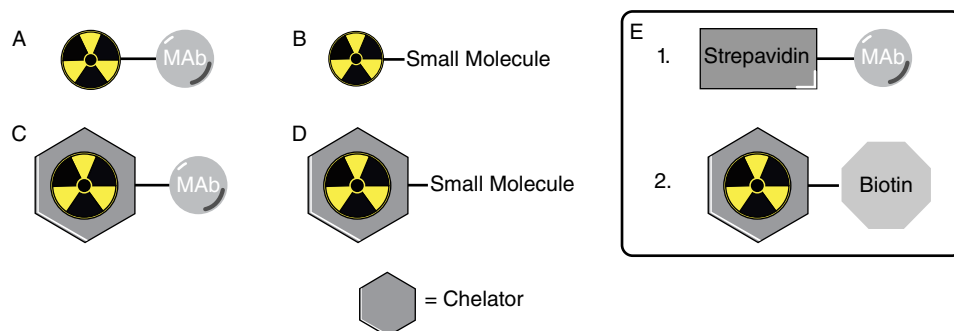 A
MAb
B
Small Molecule
C
MAb
D
Small Molecule
= Chelator
E
1.
Strepavidin
MAb
2.
Biotin